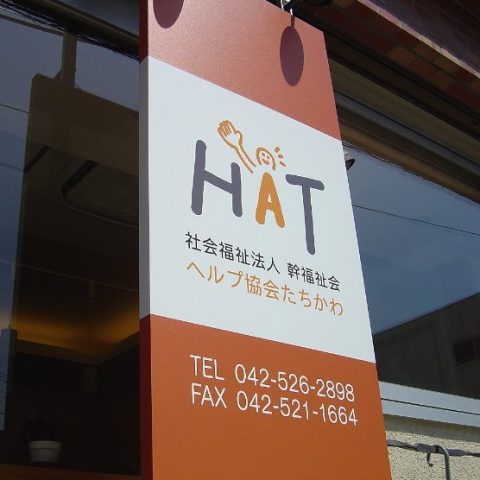 HAT
社会福祉法人 幹福祉会
ヘルプ協会たちかわ
TEL 042-526-2898
FAX 042-521-1664